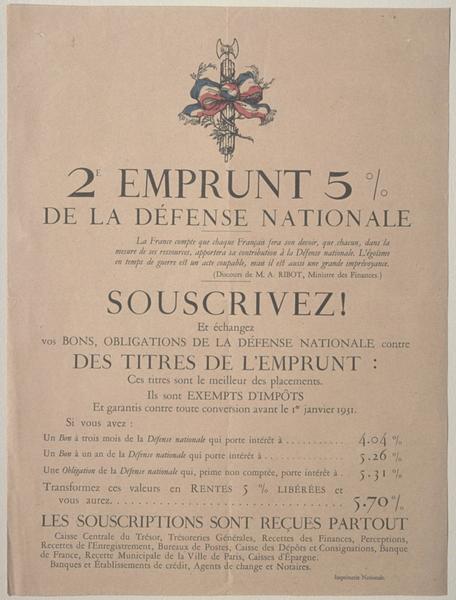 2E EMPRUNT 5 %
DE LA DÉFENSE NATIONALE
La France compte que chaque Français fera son devoir, que chacun, dans la
mesure de ses ressources, apportera sa contribution à la Défense nationale. L'égoïsme
en temps de guerre est un acte coupable, mais il est aussi une grande imprévoyance.
(Discours de M. A. RIBOT, Ministre des Finances.)
SOUSCRIVEZ!
Et échangez
vos BONS, OBLIGATIONS DE LA DÉFENSE NATIONALE contre
DES TITRES DE L'EMPRUNT :
Ces titres sont le meilleur des placements.
Ils sont EXEMPTS D'IMPÔTS
Et garantis contre toute conversion avant le 1er janvier 1931.
Si vous avez :
Un Bon à trois mois de la Défense nationale qui porte intérêt à ........... 4.04 %
Un Bon à un an de la Défense nationale qui porte intérêt à ............... 5.26 %
Une Obligation de la Défense nationale qui, prime non comptée, porte intérêt à . 5.31 %
Transformez ces valeurs en RENTES 5 % LIBÉRÉES et
vous aurez.............................. 5.70 %
LES SOUSCRIPTIONS SONT REÇUES PARTOUT
Caisse Centrale du Trésor, Trésoreries Générales, Recettes des Finances, Perceptions,
Recettes de l'Enregistrement, Bureaux de Postes, Caisse des Dépôts et Consignations, Banque
de France, Recette Municipale de la Ville de Paris, Caisses d'Épargne.
Banques et Établissements de crédit, Agents de change et Notaires.
Imprimerie Nationale.